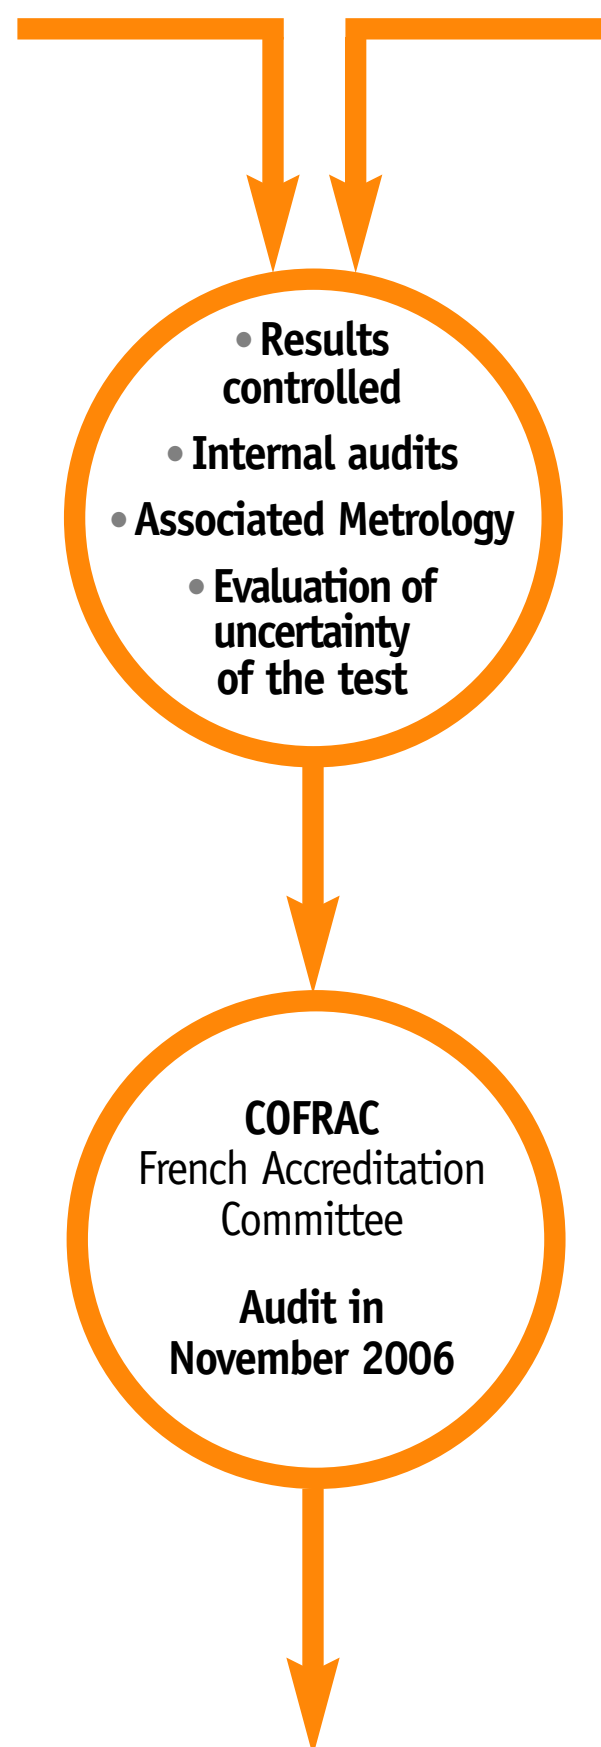 • Results
controlled
• Internal audits
• Associated Metrology
• Evaluation of
uncertainty
of the test
COFRAC
French Accreditation
Committee
Audit in
November 2006